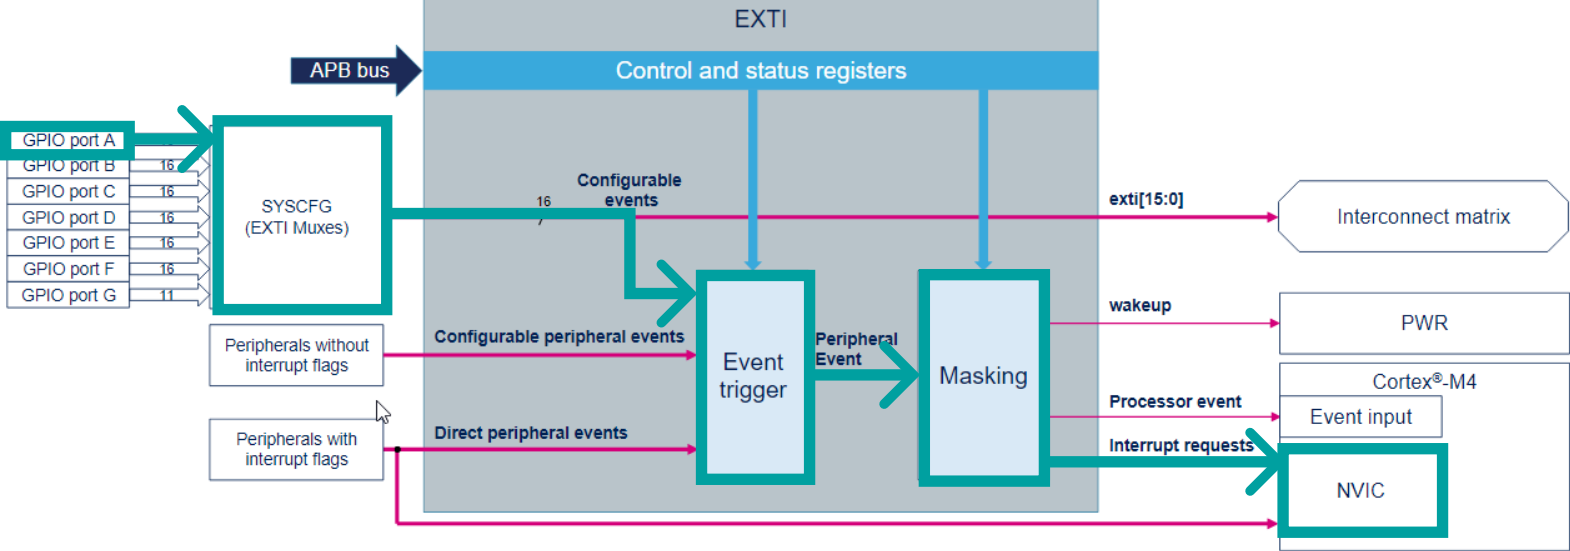 EXTI
APB bus
Control and status registers
GPIO port A
GPIO port B
16
GPIO port C
16
GPIO port D
16
GPIO port E
16
GPIO port F
16
GPIO port G
11
SYSCFG
(EXTI Muxes)
16
Configurable
events
exti[15:0]
Interconnect matrix
Peripherals without
interrupt flags
Configurable peripheral events
Peripherals with
interrupt flags
Direct peripheral events
Event
trigger
Peripheral
Event
Masking
wakeup
PWR
Cortex®-M4
Processor event
Event input
Interrupt requests
NVIC